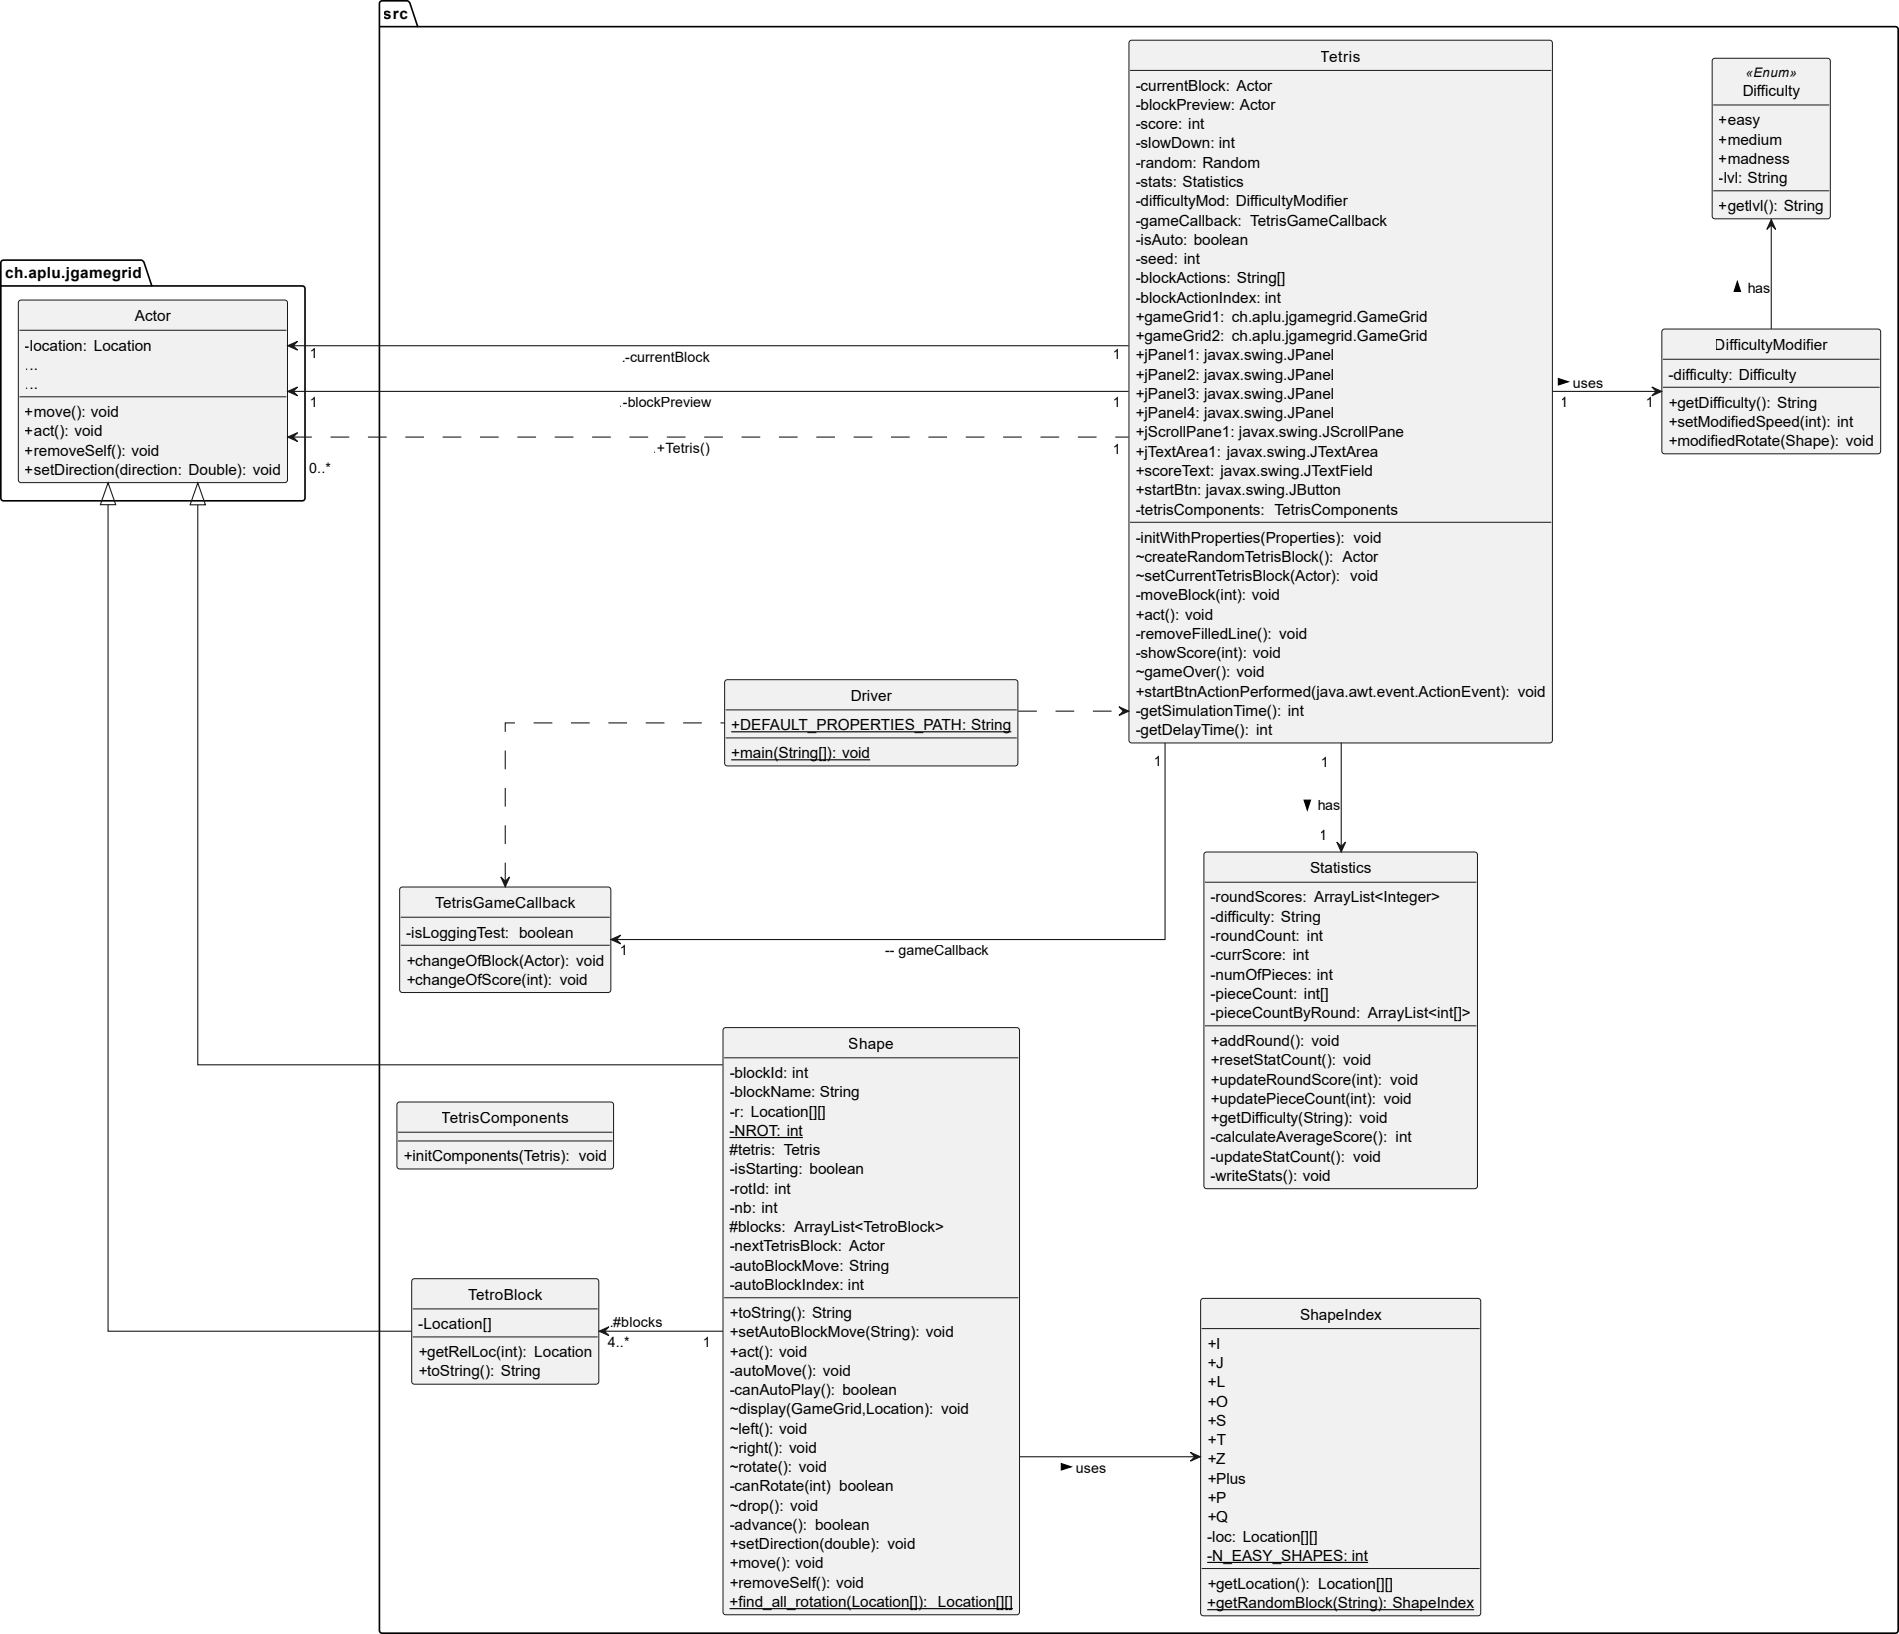 src
Tetris
-currentBlock: Actor
-blockPreview: Actor
-score: int
-slowDown: int
-random: Random
-stats: Statistics
-difficultyMod: DifficultyModifier
-gameCallback: TetrisGameCallback
-isAuto: boolean
-seed: int
-blockActions: String[]
-blockActionIndex: int
+gameGrid1: ch.aplu.jgamegrid.GameGrid
+gameGrid2: ch.aplu.jgamegrid.GameGrid
+jPanel1: javax.swing.JPanel
+jPanel2: javax.swing.JPanel
+jPanel3: javax.swing.JPanel
+jPanel4: javax.swing.JPanel
+jScrollPane1: javax.swing.JScrollPane
+jTextArea1: javax.swing.JTextArea
+scoreText: javax.swing.JTextField
+startBtn: javax.swing.JButton
-tetrisComponents: TetrisComponents
-initWithProperties(Properties): void
~createRandomTetrisBlock(): Actor
~setCurrentTetrisBlock(Actor): void
-moveBlock(int): void
+act(): void
-removeFilledLine(): void
-showScore(int): void
~gameOver(): void
+startBtnActionPerformed(java.awt.event.ActionEvent): void
-getSimulationTime(): int
-getDelayTime(): int
«Enum»
Difficulty
+easy
+medium
+madness
-lvl: String
+getlvl(): String
▲ has
DifficultyModifier
-difficulty: Difficulty
+getDifficulty(): String
+setModifiedSpeed(int): int
+modifiedRotate(Shape): void
► uses
1
1
ch.aplu.jgamegrid
Actor
-location: Location
...
...
+move(): void
+act(): void
+removeSelf(): void
+setDirection(direction: Double): void
1
.-currentBlock
1
1
.-blockPreview
1
0..*
.+Tetris()
1
Driver
+DEFAULT_PROPERTIES_PATH: String
+main(String[]): void
1
1
▼ has
1
TetrisGameCallback
-isLoggingTest: boolean
+changeOfBlock(Actor): void
+changeOfScore(int): void
1
-- gameCallback
Statistics
-roundScores: ArrayList<Integer>
-difficulty: String
-roundCount: int
-currScore: int
-numOfPieces: int
-pieceCount: int[]
-pieceCountByRound: ArrayList<int[]>
+addRound(): void
+resetStatCount(): void
+updateRoundScore(int): void
+updatePieceCount(int): void
+getDifficulty(String): void
-calculateAverageScore(): int
-updateStatCount(): void
-writeStats(): void
Shape
-blockId: int
-blockName: String
-r: Location[][]
-NROT: int
#tetris: Tetris
-isStarting: boolean
-rotId: int
-nb: int
#blocks: ArrayList<TetroBlock>
-nextTetrisBlock: Actor
-autoBlockMove: String
-autoBlockIndex: int
+toString(): String
+setAutoBlockMove(String): void
+act(): void
-autoMove(): void
-canAutoPlay(): boolean
~display(GameGrid,Location): void
~left(): void
~right(): void
~rotate(): void
-canRotate(int) boolean
~drop(): void
-advance(): boolean
+setDirection(double): void
+move(): void
+removeSelf(): void
+find_all_rotation(Location[]): Location[][]
TetrisComponents
+initComponents(Tetris): void
TetroBlock
-Location[]
+getRelLoc(int): Location
+toString(): String
.#blocks
4..*
1
► uses
ShapeIndex
+I
+J
+L
+O
+S
+T
+Z
+Plus
+P
+Q
-loc: Location[][]
-N_EASY_SHAPES: int
+getLocation(): Location[][]
+getRandomBlock(String): ShapeIndex